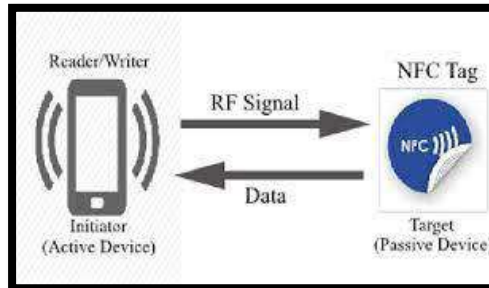 Reader/Writer
NFC Tag
RF Signal
NFC
Data
Initiator
(Active Device)
Target
(Passive Device)